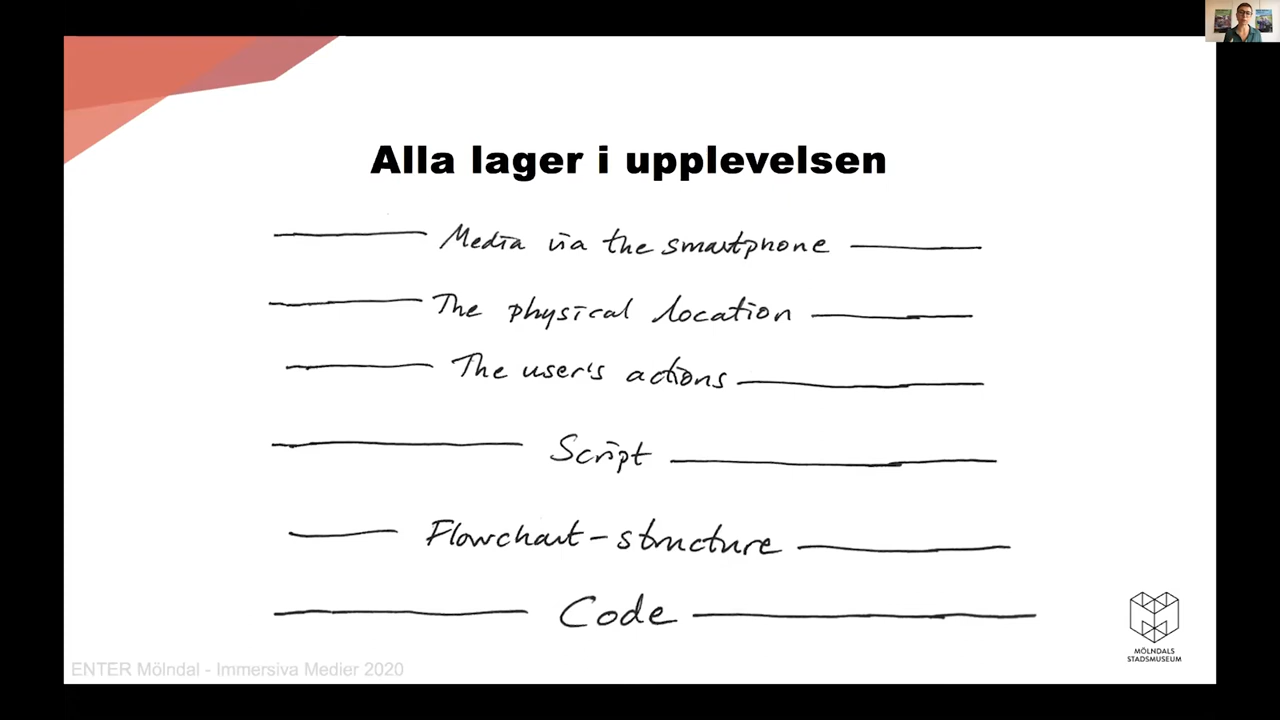 Alla lager i upplevelsen
Media via the smartphone
The physical location
The user's actions
Script
Flowchart-structure
Code
MÖLNDALS
STADSMUSEUM
ENTER Mölndal - Immersiva Medier 2020